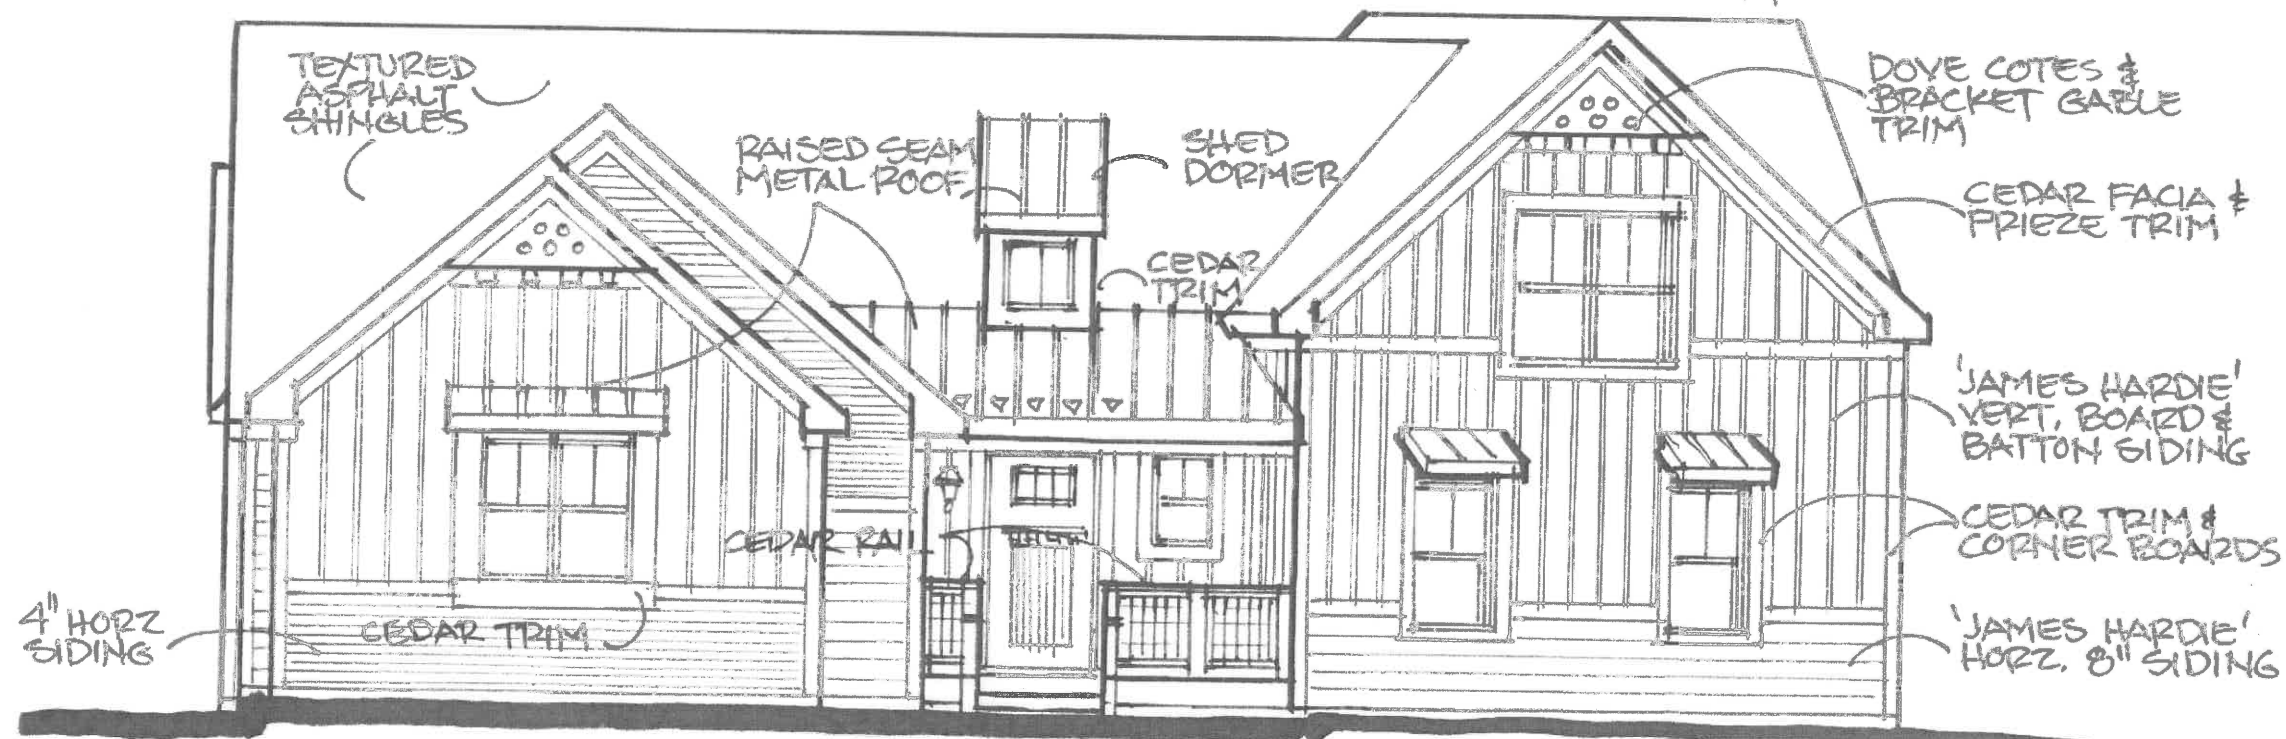 TEXTURED
ASPHALT
SHINGLES
RAISED SEAM
METAL ROOF
SHED
DORMER
CEDAR
TRIM
DOVE COTES &
BRACKET GABLE
TRIM
CEDAR FACIA &
FRIEZE TRIM
'JAMES HARDIE'
VERT. BOARD &
BATTON SIDING
CEDAR TRIM &
CORNER BOARDS
'JAMES HARDIE'
HORZ. 8" SIDING
CEDAR RAIL
4" HORZ
SIDING
CEDAR TRIM